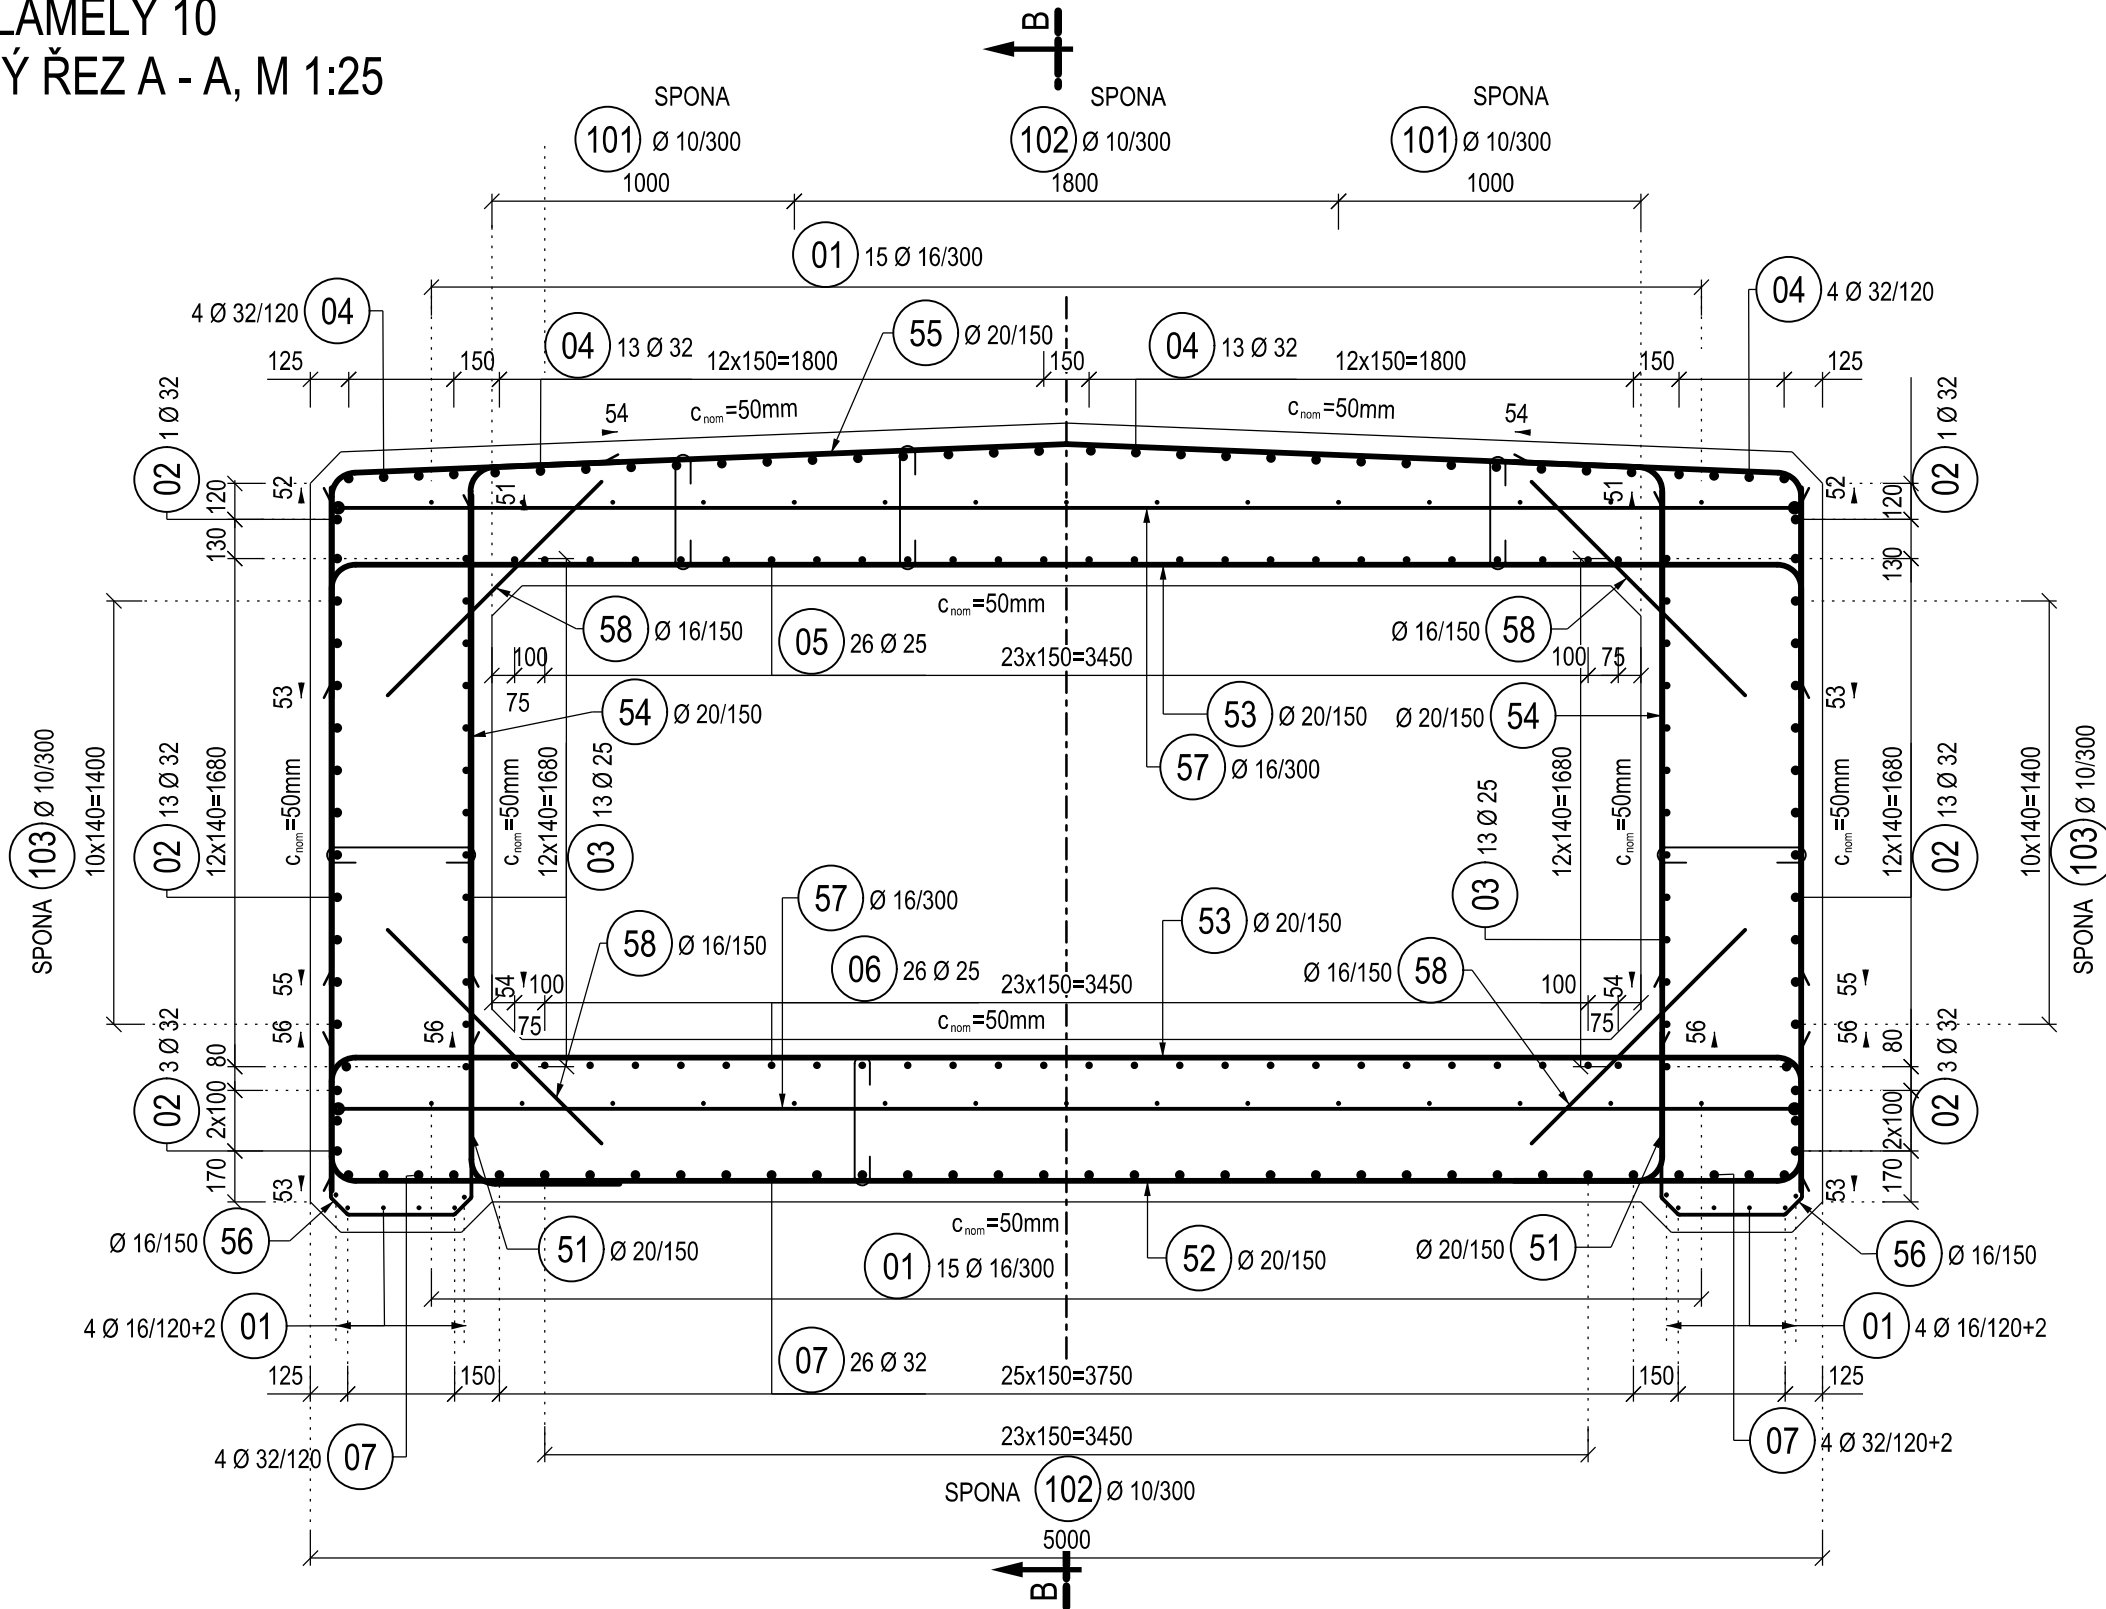 LAMELY 10
Ý ŘEZ A - A, M 1:25
B
SPONA
101 Ø 10/300
1000
SPONA
102 Ø 10/300
1800
SPONA
101 Ø 10/300
1000
01 15 Ø 16/300
4 Ø 32/120 04
04 13 Ø 32
55 Ø 20/150
04 13 Ø 32
04 4 Ø 32/120
125
150
12x150=1800
150
12x150=1800
150
125
54
cnom=50mm
cnom=50mm
54
02 1 Ø 32
120
130
52
51
51
52
120
130
02 1 Ø 32
cnom=50mm
58 Ø 16/150
05 26 Ø 25
Ø 16/150 58
100
75
23x150=3450
100
75
53
54 Ø 20/150
53 Ø 20/150
Ø 20/150 54
57 Ø 16/300
53
SPONA 103 Ø 10/300
10x140=1400
02 13 Ø 32
12x140=1680
cnom=50mm
cnom=50mm
12x140=1680
03 13 Ø 25
03 13 Ø 25
12x140=1680
cnom=50mm
cnom=50mm
12x140=1680
02 13 Ø 32
10x140=1400
SPONA 103 Ø 10/300
57 Ø 16/300
53 Ø 20/150
58 Ø 16/150
06 26 Ø 25
Ø 16/150 58
55
54
100
75
23x150=3450
100
54
75
55
cnom=50mm
56
56
56
56
02 3 Ø 32
80
2x100
170
53
80
2x100
170
53
02 3 Ø 32
cnom=50mm
Ø 16/150 56
51 Ø 20/150
01 15 Ø 16/300
52 Ø 20/150
Ø 20/150 51
56 Ø 16/150
4 Ø 16/120+2 01
01 4 Ø 16/120+2
07 26 Ø 32
125
150
25x150=3750
150
125
4 Ø 32/120 07
23x150=3450
07 4 Ø 32/120+2
SPONA 102 Ø 10/300
5000
B